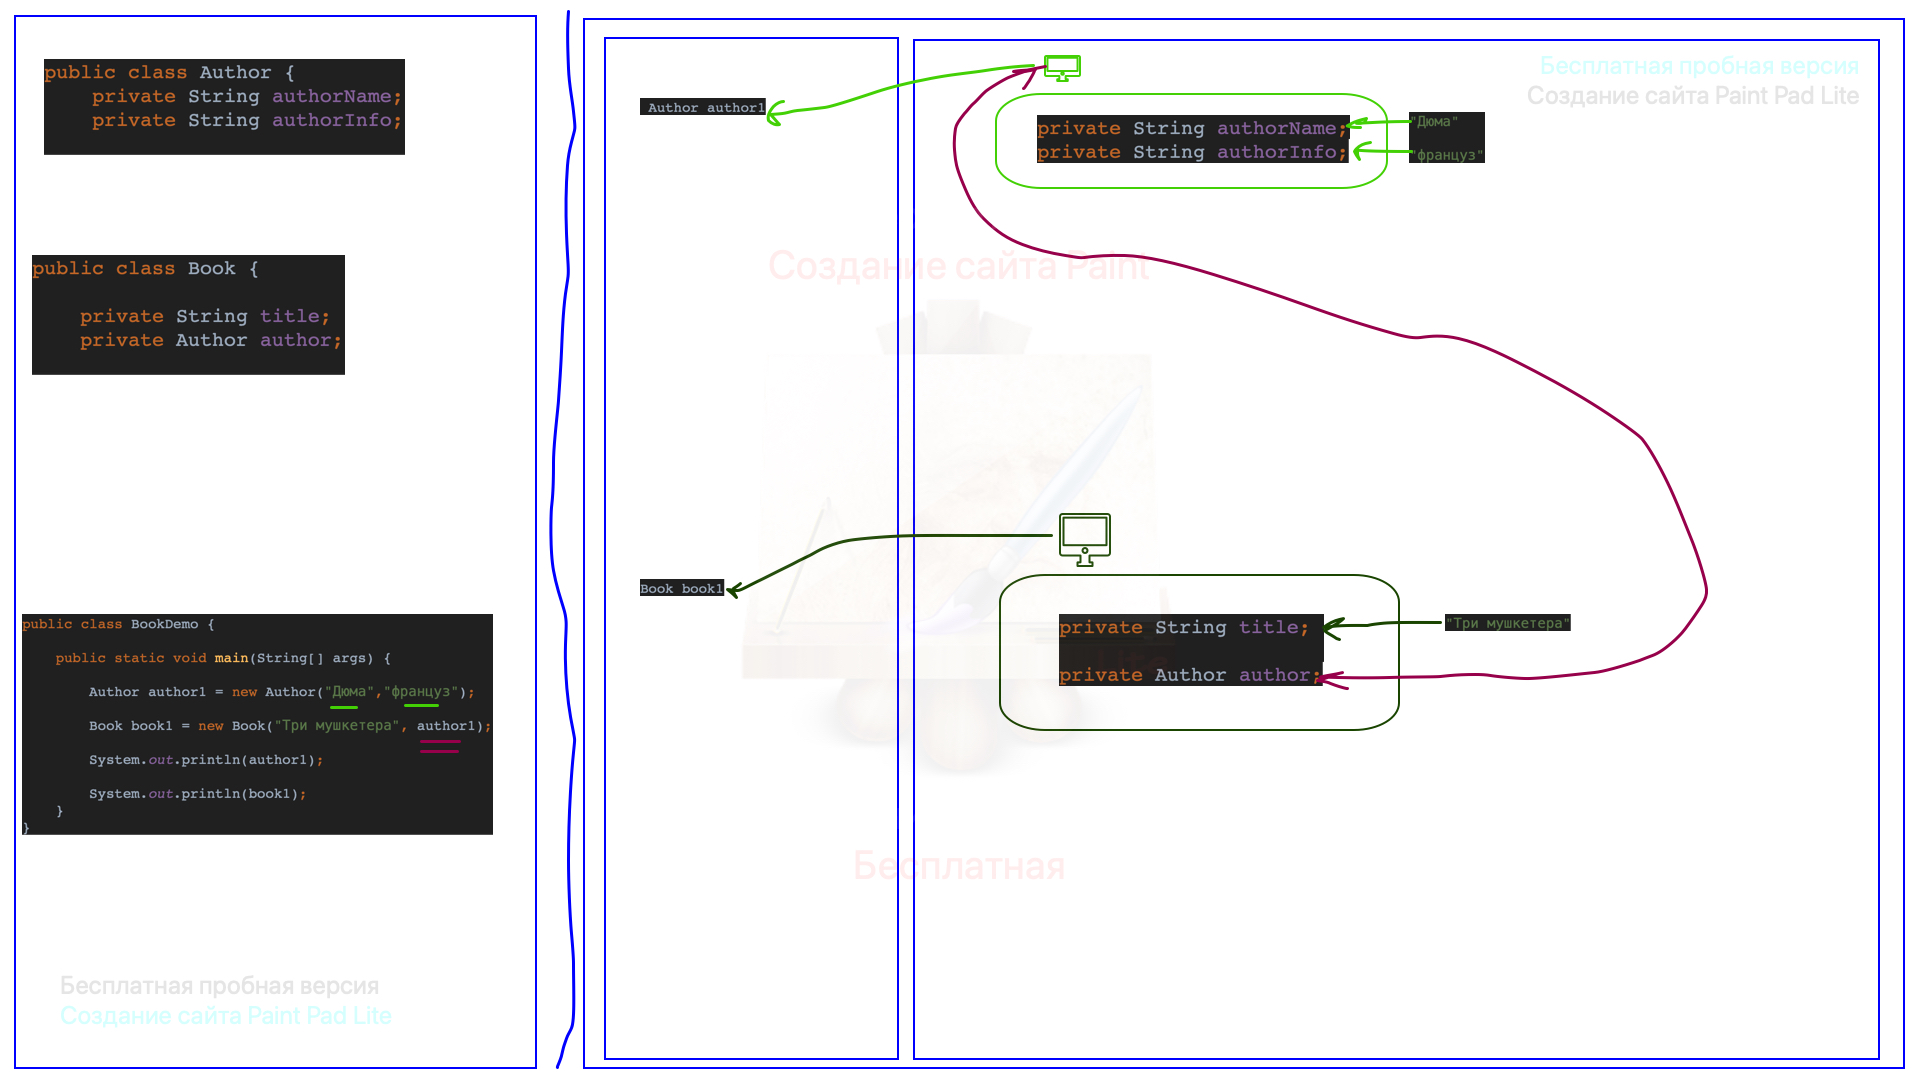 public class Author {
private String authorName;
private String authorInfo;
public class Book {
private String title;
private Author author;
public class BookDemo {
public static void main(String[] args) {
Author author1 = new Author("Дюма","француз");
Book book1 = new Book("Три мушкетера", author1);
System.out.println(author1);
System.out.println(book1);
}
}
Бесплатная пробная версия
Создание сайта Paint Pad Lite
Author author1
Book book1
Бесплатная пробная версия
Создание сайта Paint Pad Lite
private String authorName;
private String authorInfo;
"Дюма"
"француз"
Создание сайта Paint
private String title;
private Author author;
"Три мушкетера"
Lite
Бесплатная